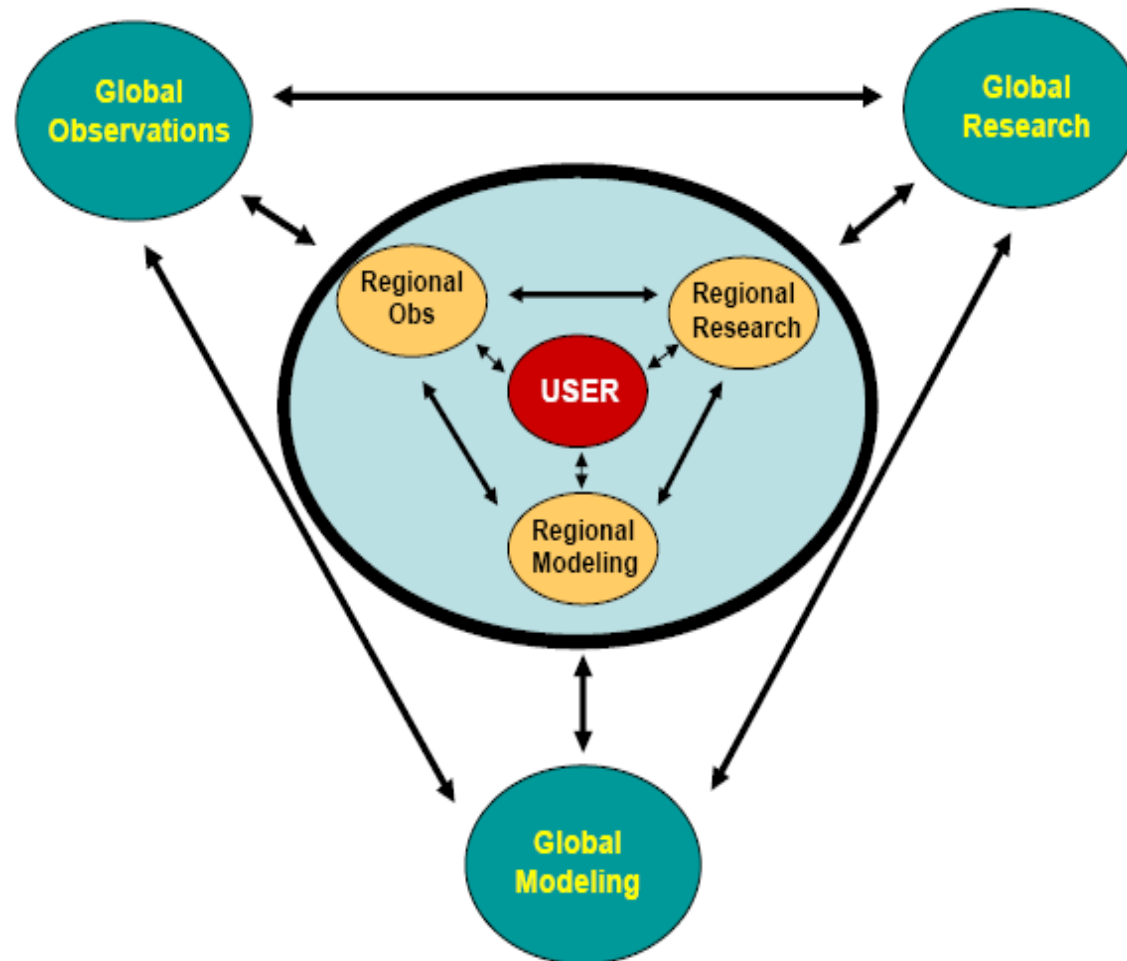 Global
Observations
Global
Research
Regional
Obs
Regional
Research
USER
Regional
Modeling
Global
Modeling